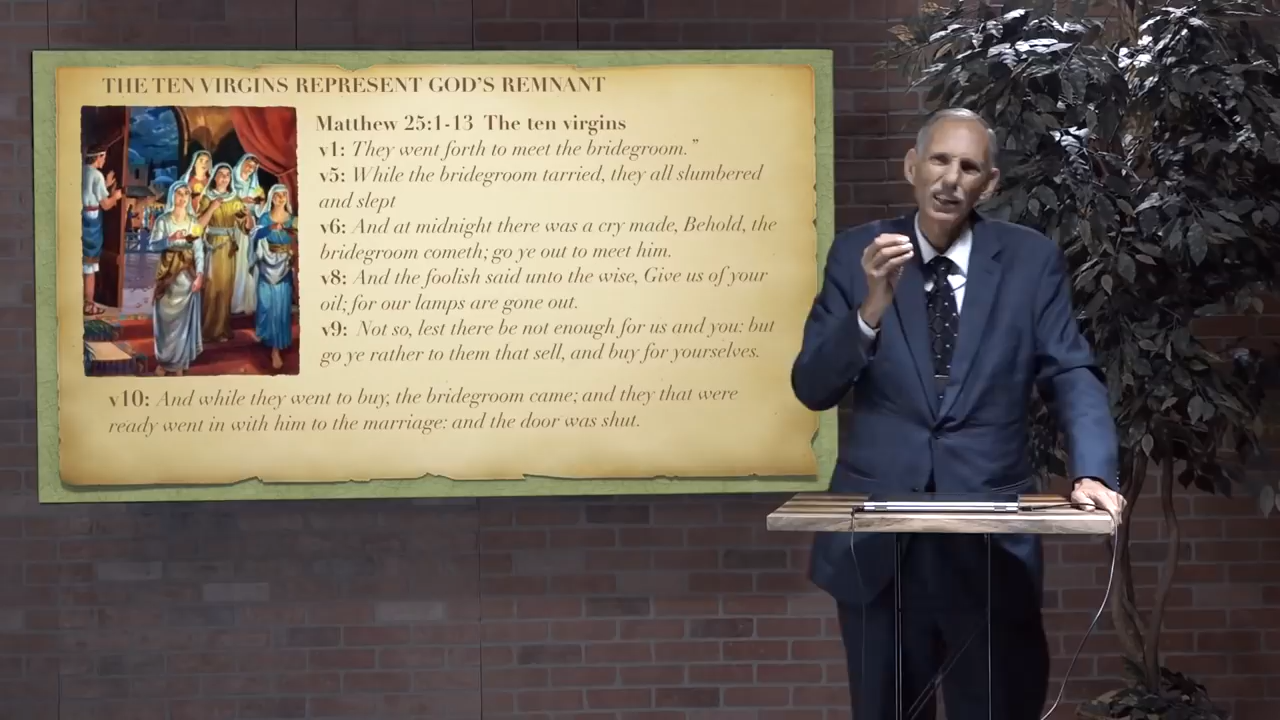 THE TEN VIRGINS REPRESENT GOD'S REMNANT
Matthew 25:1-13 The ten virgins
v1: They went forth to meet the bridegroom."
v5: While the bridegroom tarried, they all slumbered
and slept
v6: And at midnight there was a cry made, Behold, the
bridegroom cometh; go ye out to meet him.
v8: And the foolish said unto the wise, Give us of your
oil; for our lamps are gone out.
v9: Not so, lest there be not enough for us and you: but
go ye rather to them that sell, and buy for yourselves.
v10: And while they went to buy, the bridegroom came; and they that were
ready went in with him to the marriage: and the door was shut.